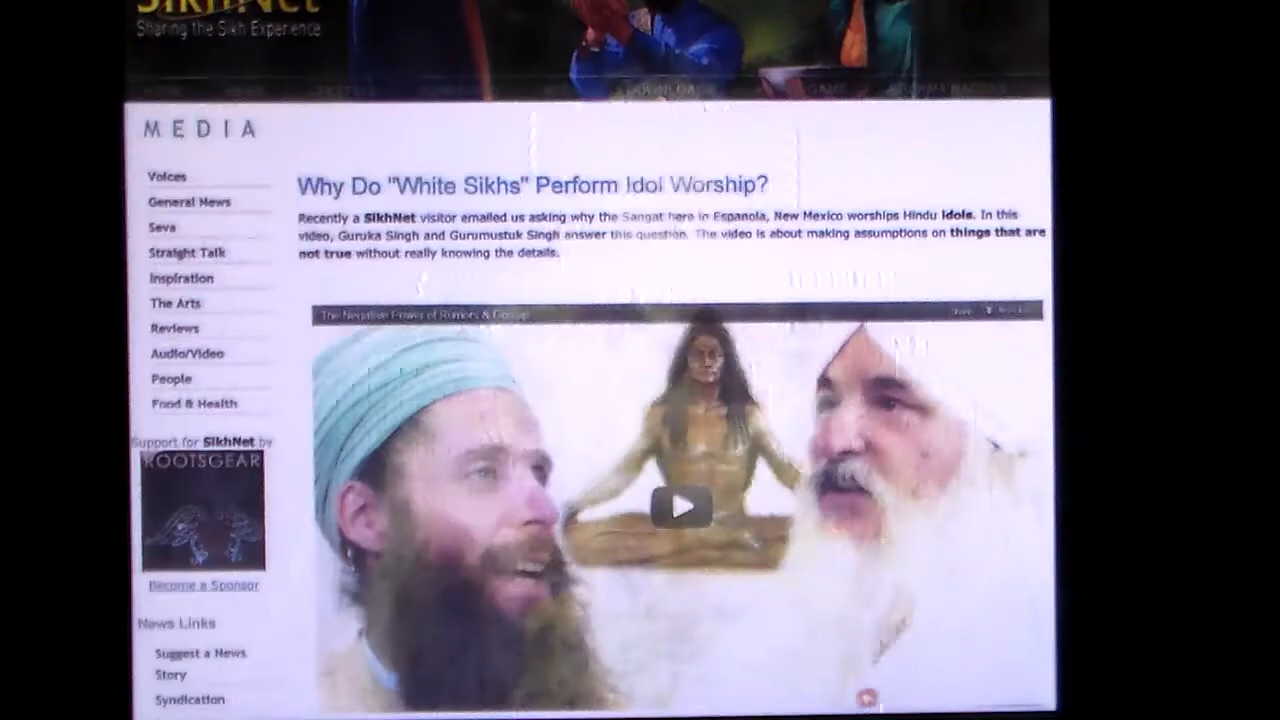 SikhNet
Sharing the Sikh Experience
MEDIA
Voices
General News
Seva
Straight Talk
Inspiration
The Arts
Reviews
Audio/Video
People
Food & Health
Support for SikhNet by
ROOTSGEAR
Become a Sponsor
News Links
Suggest a News
Story
Syndication
Why Do "White Sikhs" Perform Idol Worship?
Recently a SikhNet visitor emailed us asking why the Sangat here in Espanola, New Mexico worships Hindu Idols. In this
video, Guruka Singh and Gurumustuk Singh answer this question. The video is about making assumptions on things that are
not true without really knowing the details.
The Negative Power of Rumors & Gossip